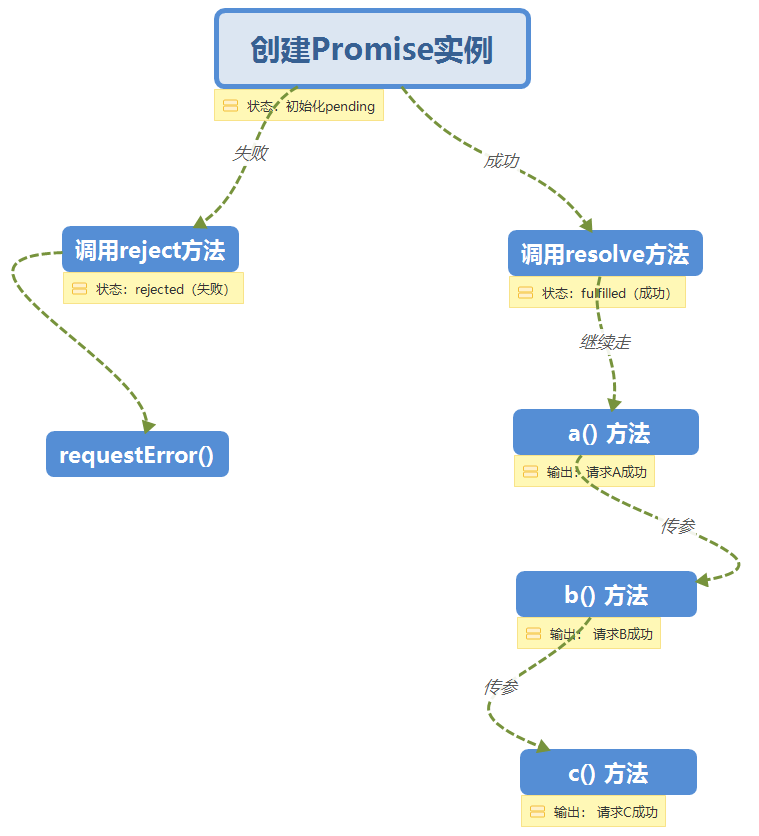 创建Promise实例
状态：初始化pending
失败
成功
调用reject方法
状态：rejected（失败）
调用resolve方法
状态：fulfilled（成功）
继续走
a() 方法
输出：请求A成功
requestError()
传参
b() 方法
输出： 请求B成功
传参
c() 方法
输出： 请求C成功